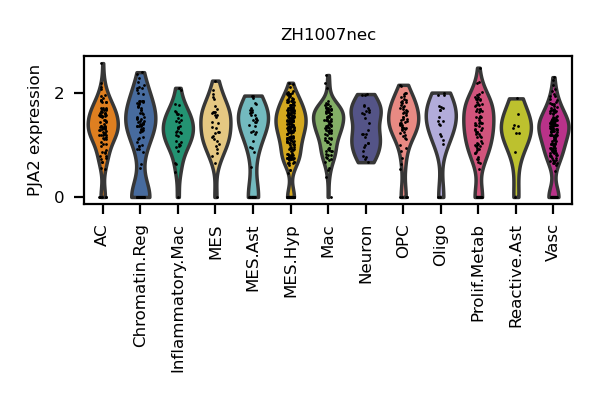 ZH1007nec
PJA2 expression
2
0
AC
Chromatin.Reg
Inflammatory.Mac
MES
MES.Ast
MES.Hyp
Mac
Neuron
OPC
Oligo
Prolif.Metab
Reactive.Ast
Vasc